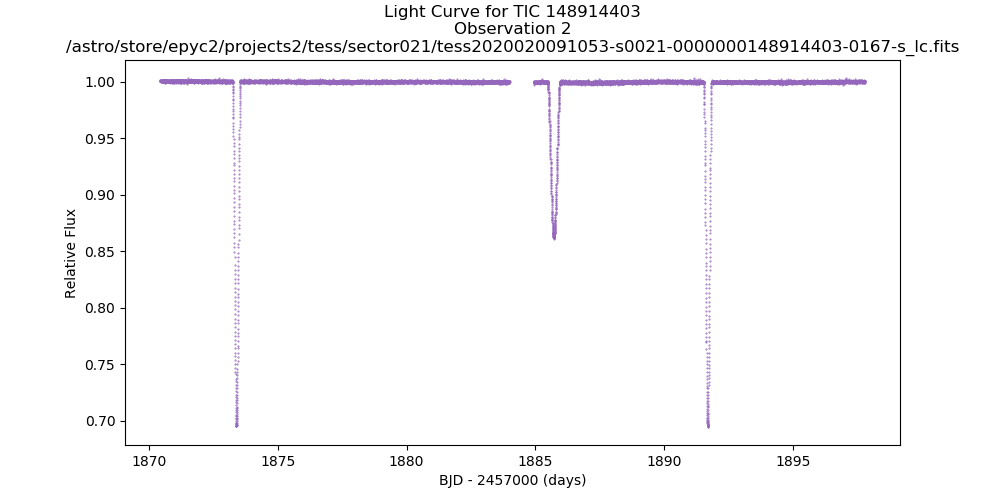 Light Curve for TIC 148914403
Observation 2
/astro/store/epyc2/projects2/tess/sector021/tess2020020091053-s0021-0000000148914403-0167-s_lc.fits
1.00
0.95
0.90
0.85
0.80
0.75
0.70
Relative Flux
1870
1875
1880
1885
1890
1895
BJD - 2457000 (days)